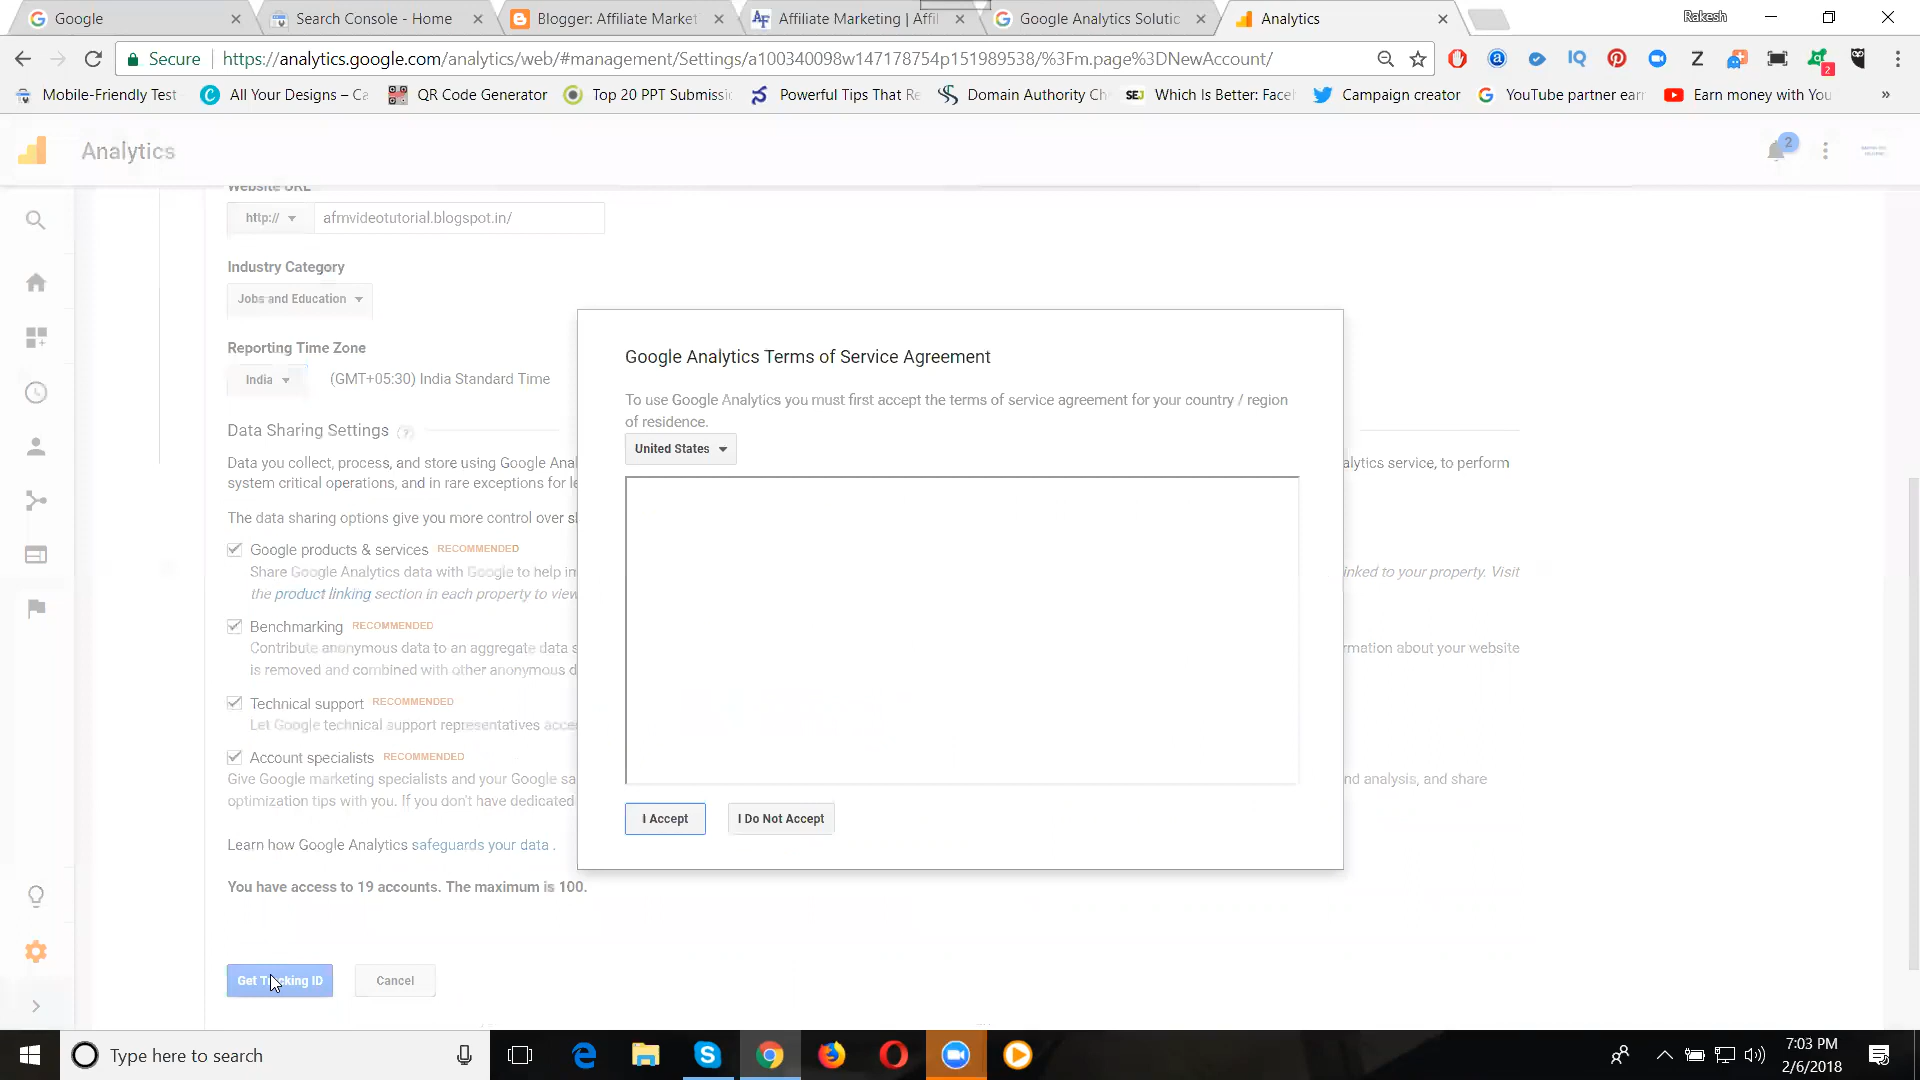 Google
Search Console - Home
Blogger: Affiliate Market
Affiliate Marketing | Affil
Google Analytics Solutic
Analytics
Rakesh
Secure
https://analytics.google.com/analytics/web/#management/Settings/a100340098w147178754p151989538/%3Fm.page%3DNewAccount/
Mobile-Friendly Test
All Your Designs – Ca
QR Code Generator
Top 20 PPT Submissi
Powerful Tips That Re
Domain Authority Ch
Which Is Better: Face
Campaign creator
YouTube partner earn
Earn money with You
»
Analytics
2
Website URL
http://
afmvideotutorial.blogspot.in/
Industry Category
Jobs and Education
Reporting Time Zone
India
(GMT+05:30) India Standard Time
Data Sharing Settings
Data you collect, process, and store using Google Anal
alytics service, to perform
system critical operations, and in rare exceptions for le
The data sharing options give you more control over sh
Google products & services RECOMMENDED
Share Google Analytics data with Google to help im
inked to your property. Visit
the product linking section in each property to view
Benchmarking RECOMMENDED
Contribute anonymous data to an aggregate data s
rmation about your website
is removed and combined with other anonymous d
Technical support RECOMMENDED
Let Google technical support representatives acce
Account specialists RECOMMENDED
Give Google marketing specialists and your Google sa
nd analysis, and share
optimization tips with you. If you don't have dedicated
Learn how Google Analytics safeguards your data .
You have access to 19 accounts. The maximum is 100.
Get Tracking ID
Cancel
Google Analytics Terms of Service Agreement
To use Google Analytics you must first accept the terms of service agreement for your country / region
of residence.
United States
I Accept
I Do Not Accept
Type here to search
7:03 PM
2/6/2018